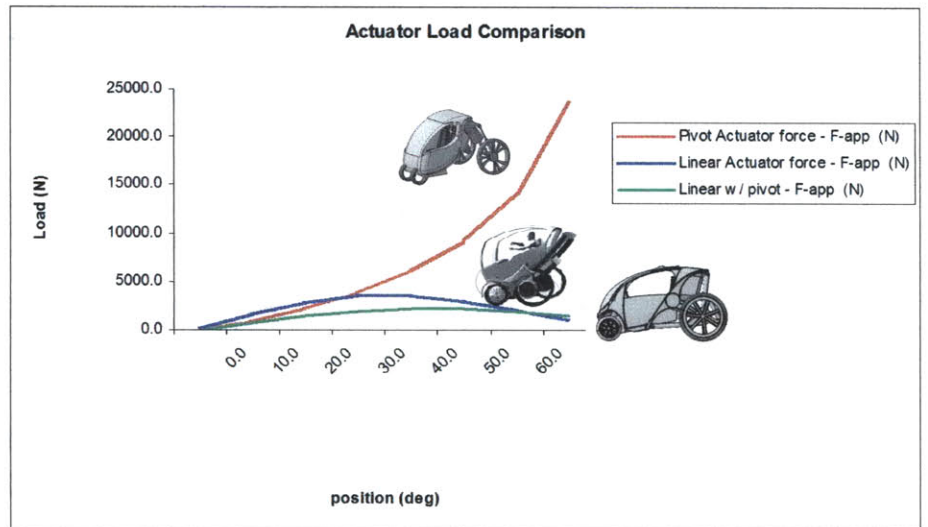 Actuator Load Comparison
25000.0
20000.0
15000.0
10000.0
5000.0
0.0
Load (N)
0.0
10.0
20.0
30.0
40.0
50.0
60.0
position (deg)
Pivot Actuator force - F-app (N)
Linear Actuator force - F-app (N)
Linear w / pivot - F-app (N)